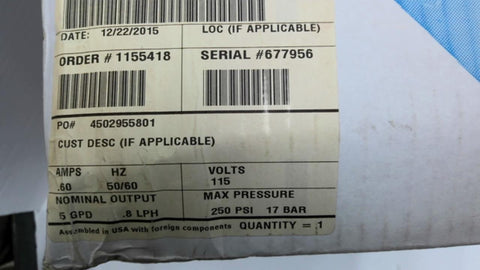 DATE: 12/22/2015 LOC (IF APPLICABLE)
ORDER # 1155418 SERIAL #677956
PO# 4502955801
CUST DESC (IF APPLICABLE)
AMPS HZ VOLTS
.60 50/60 115
NOMINAL OUTPUT MAX PRESSURE
5 GPD .8 LPH 250 PSI 17 BAR
Assembled in USA with foreign components QUANTITY = 1